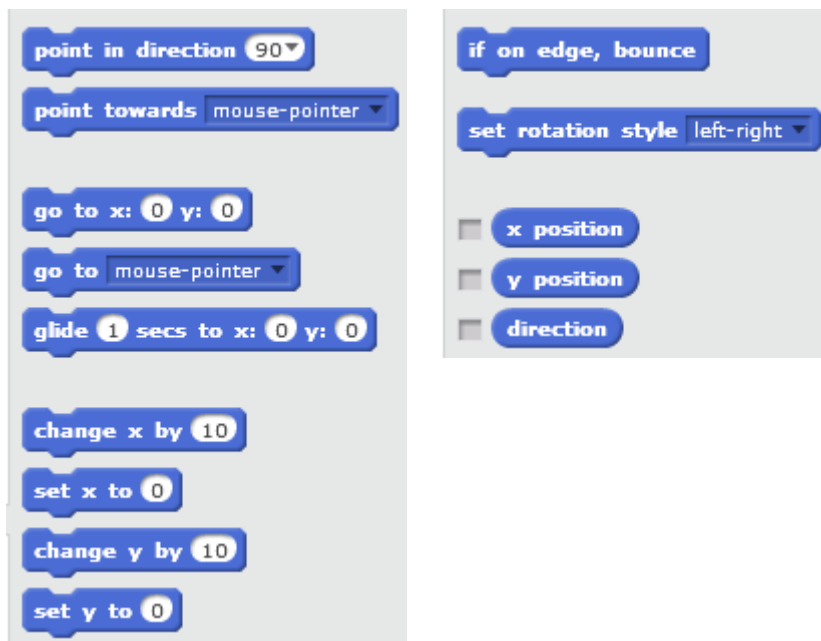 point in direction 90
point towards mouse-pointer
go to x: 0 y: 0
go to mouse-pointer
glide 1 secs to x: 0 y: 0
change x by 10
set x to 0
change y by 10
set y to 0
if on edge, bounce
set rotation style left-right
x position
y position
direction